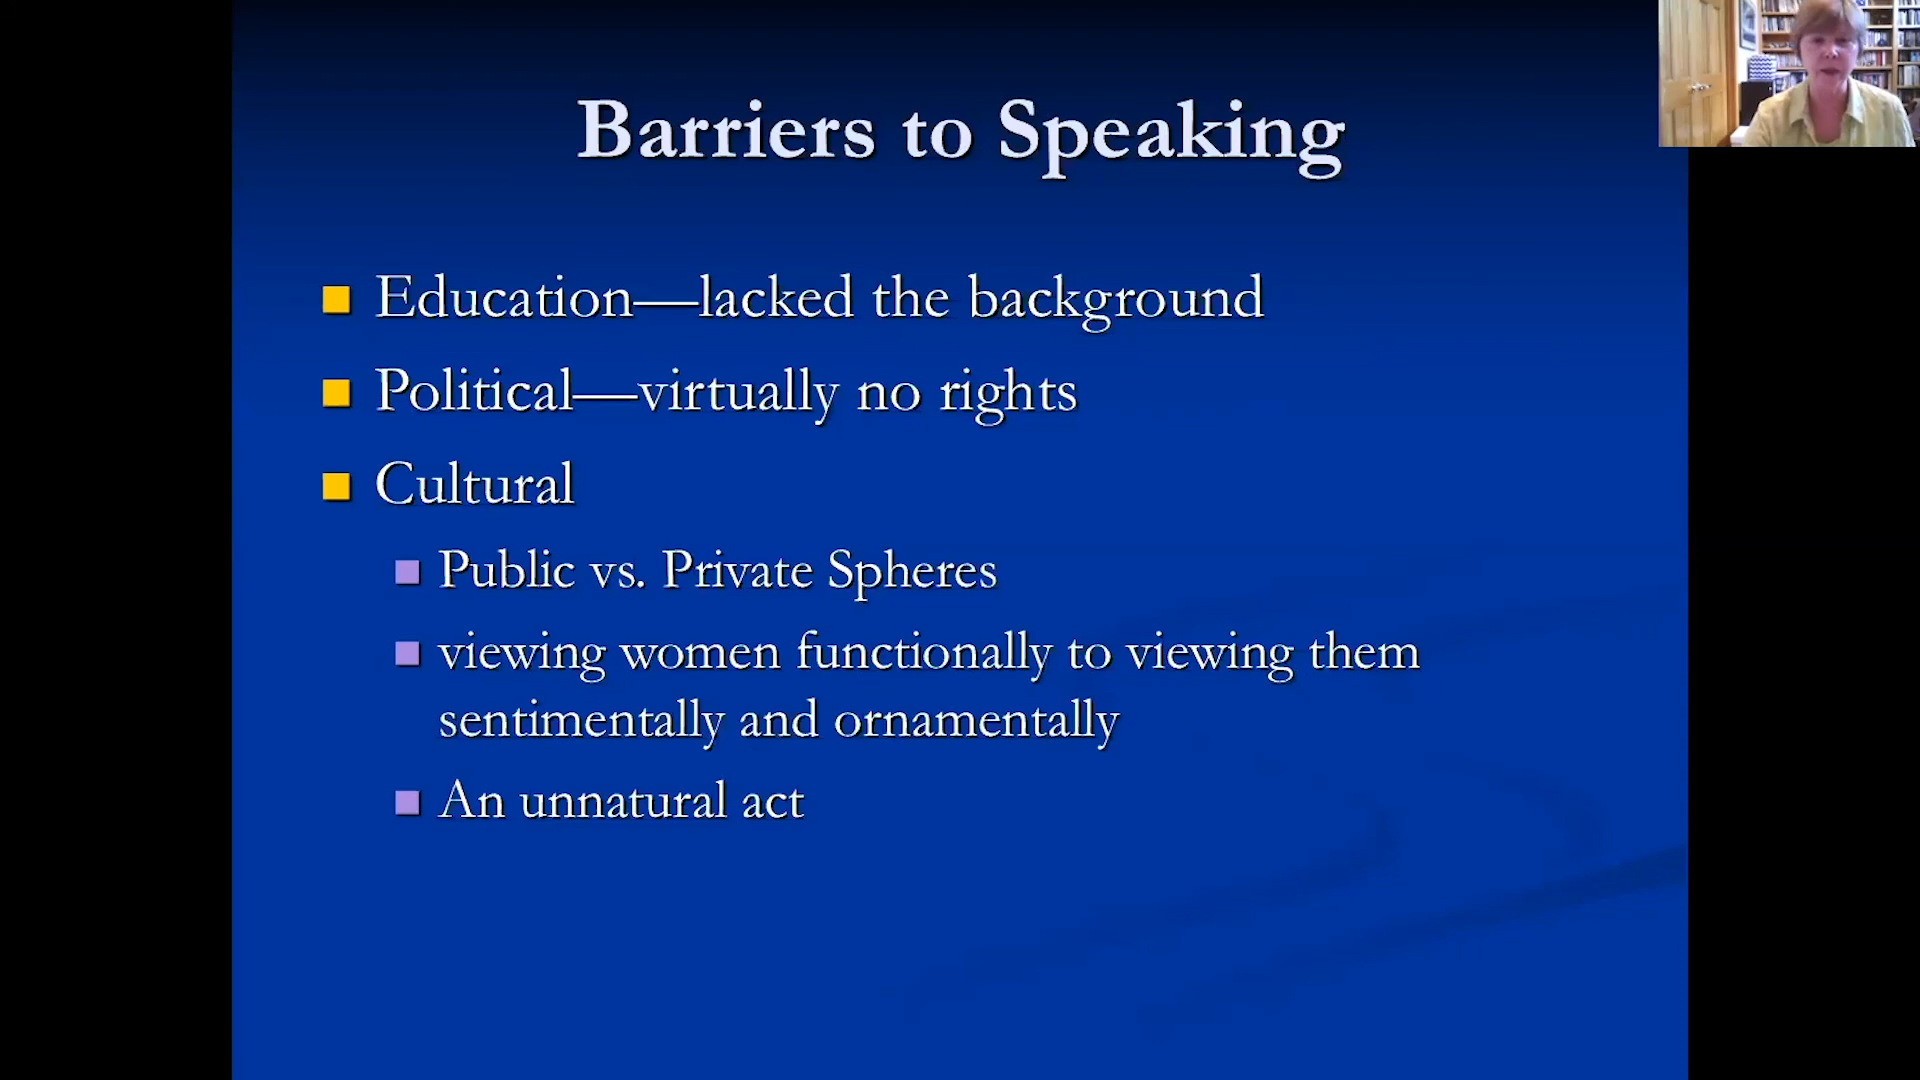 Barriers to Speaking
Education—lacked the background
Political—virtually no rights
Cultural
Public vs. Private Spheres
viewing women functionally to viewing them
sentimentally and ornamentally
An unnatural act